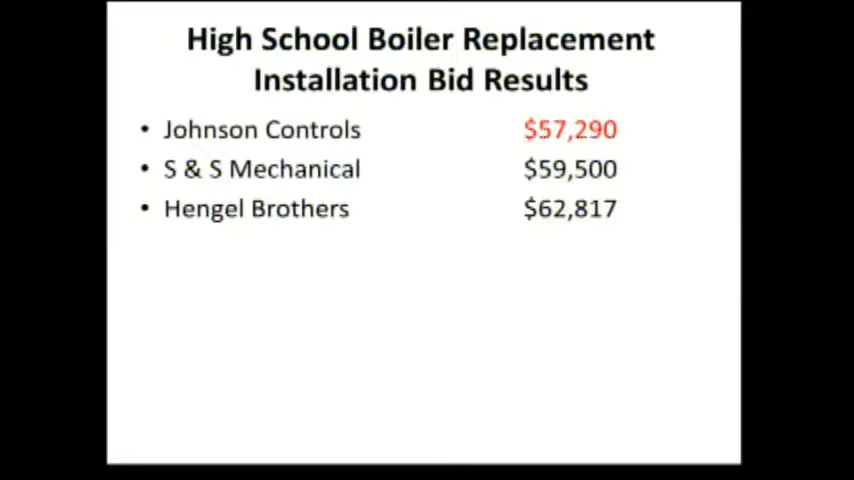 High School Boiler Replacement
Installation Bid Results
• Johnson Controls $57,290
• S & S Mechanical $59,500
• Hengel Brothers $62,817